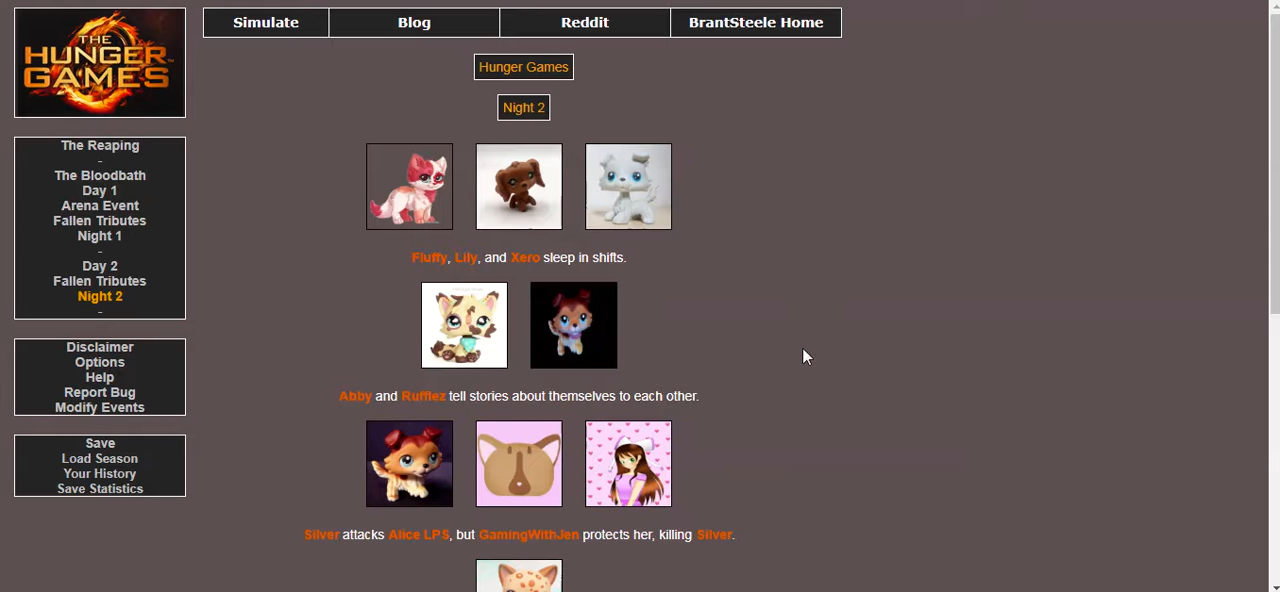 THE
HUNGER
GAMES
Simulate
Blog
Reddit
BrantSteele Home
Hunger Games
Night 2
The Reaping
-
The Bloodbath
Day 1
Arena Event
Fallen Tributes
Night 1
-
Day 2
Fallen Tributes
Night 2
-
Disclaimer
Options
Help
Report Bug
Modify Events
Save
Load Season
Your History
Save Statistics
Fluffy, Lily, and Xero sleep in shifts.
Abby and Rufflez tell stories about themselves to each other.
Silver attacks Alice LPS, but GamingWithJen protects her, killing Silver.